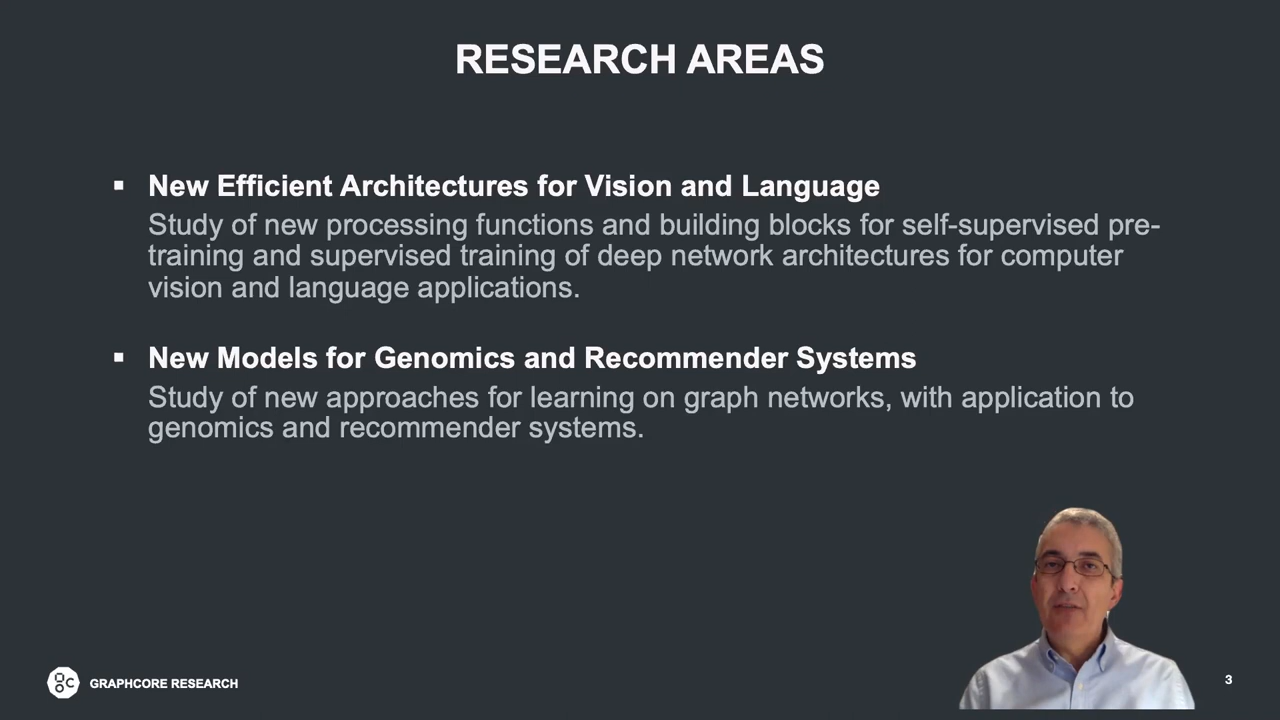 RESEARCH AREAS
▪ New Efficient Architectures for Vision and Language
Study of new processing functions and building blocks for self-supervised pre-
training and supervised training of deep network architectures for computer
vision and language applications.
▪ New Models for Genomics and Recommender Systems
Study of new approaches for learning on graph networks, with application to
genomics and recommender systems.
GRAPHCORE RESEARCH
3